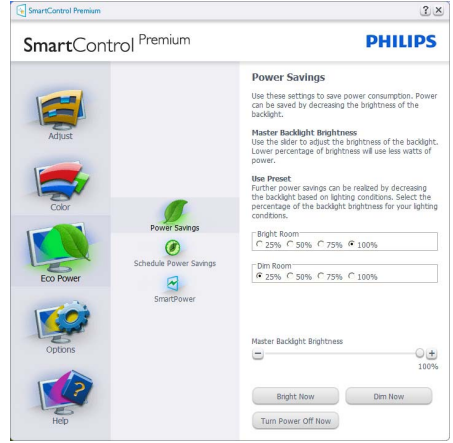 SmartControl Premium
SmartControl Premium
PHILIPS
Adjust
Color
Eco Power
Options
Help
Power Savings
Schedule Power Savings
SmartPower
Power Savings
Use these settings to save power consumption. Power
can be saved by decreasing the brightness of the
backlight.
Master Backlight Brightness
Use the slider to adjust the brightness of the backlight.
Lower percentage of brightness will use less watts of
power.
Use Preset
Further power savings can be realized by decreasing
the backlight based on lighting conditions. Select the
percentage of the backlight brightness for your lighting
conditions.
Bright Room
25% 50% 75% 100%
Dim Room
25% 50% 75% 100%
Master Backlight Brightness
100%
Bright Now Dim Now
Turn Power Off Now